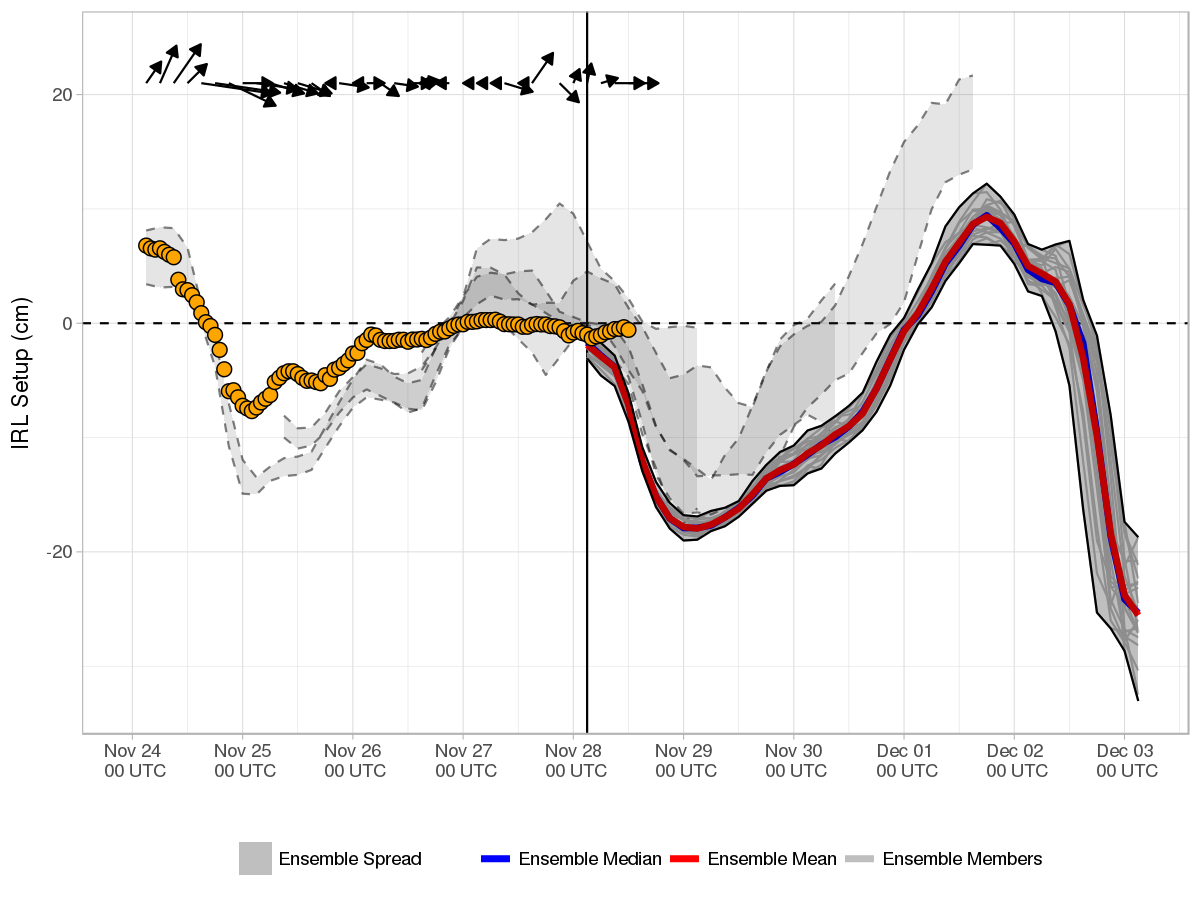 IRL Setup (cm)
20
0
-20
Nov 24 Nov 25 Nov 26 Nov 27 Nov 28 Nov 29 Nov 30 Dec 01 Dec 02 Dec 03
00 UTC 00 UTC 00 UTC 00 UTC 00 UTC 00 UTC 00 UTC 00 UTC 00 UTC 00 UTC
Ensemble Spread Ensemble Median Ensemble Mean Ensemble Members